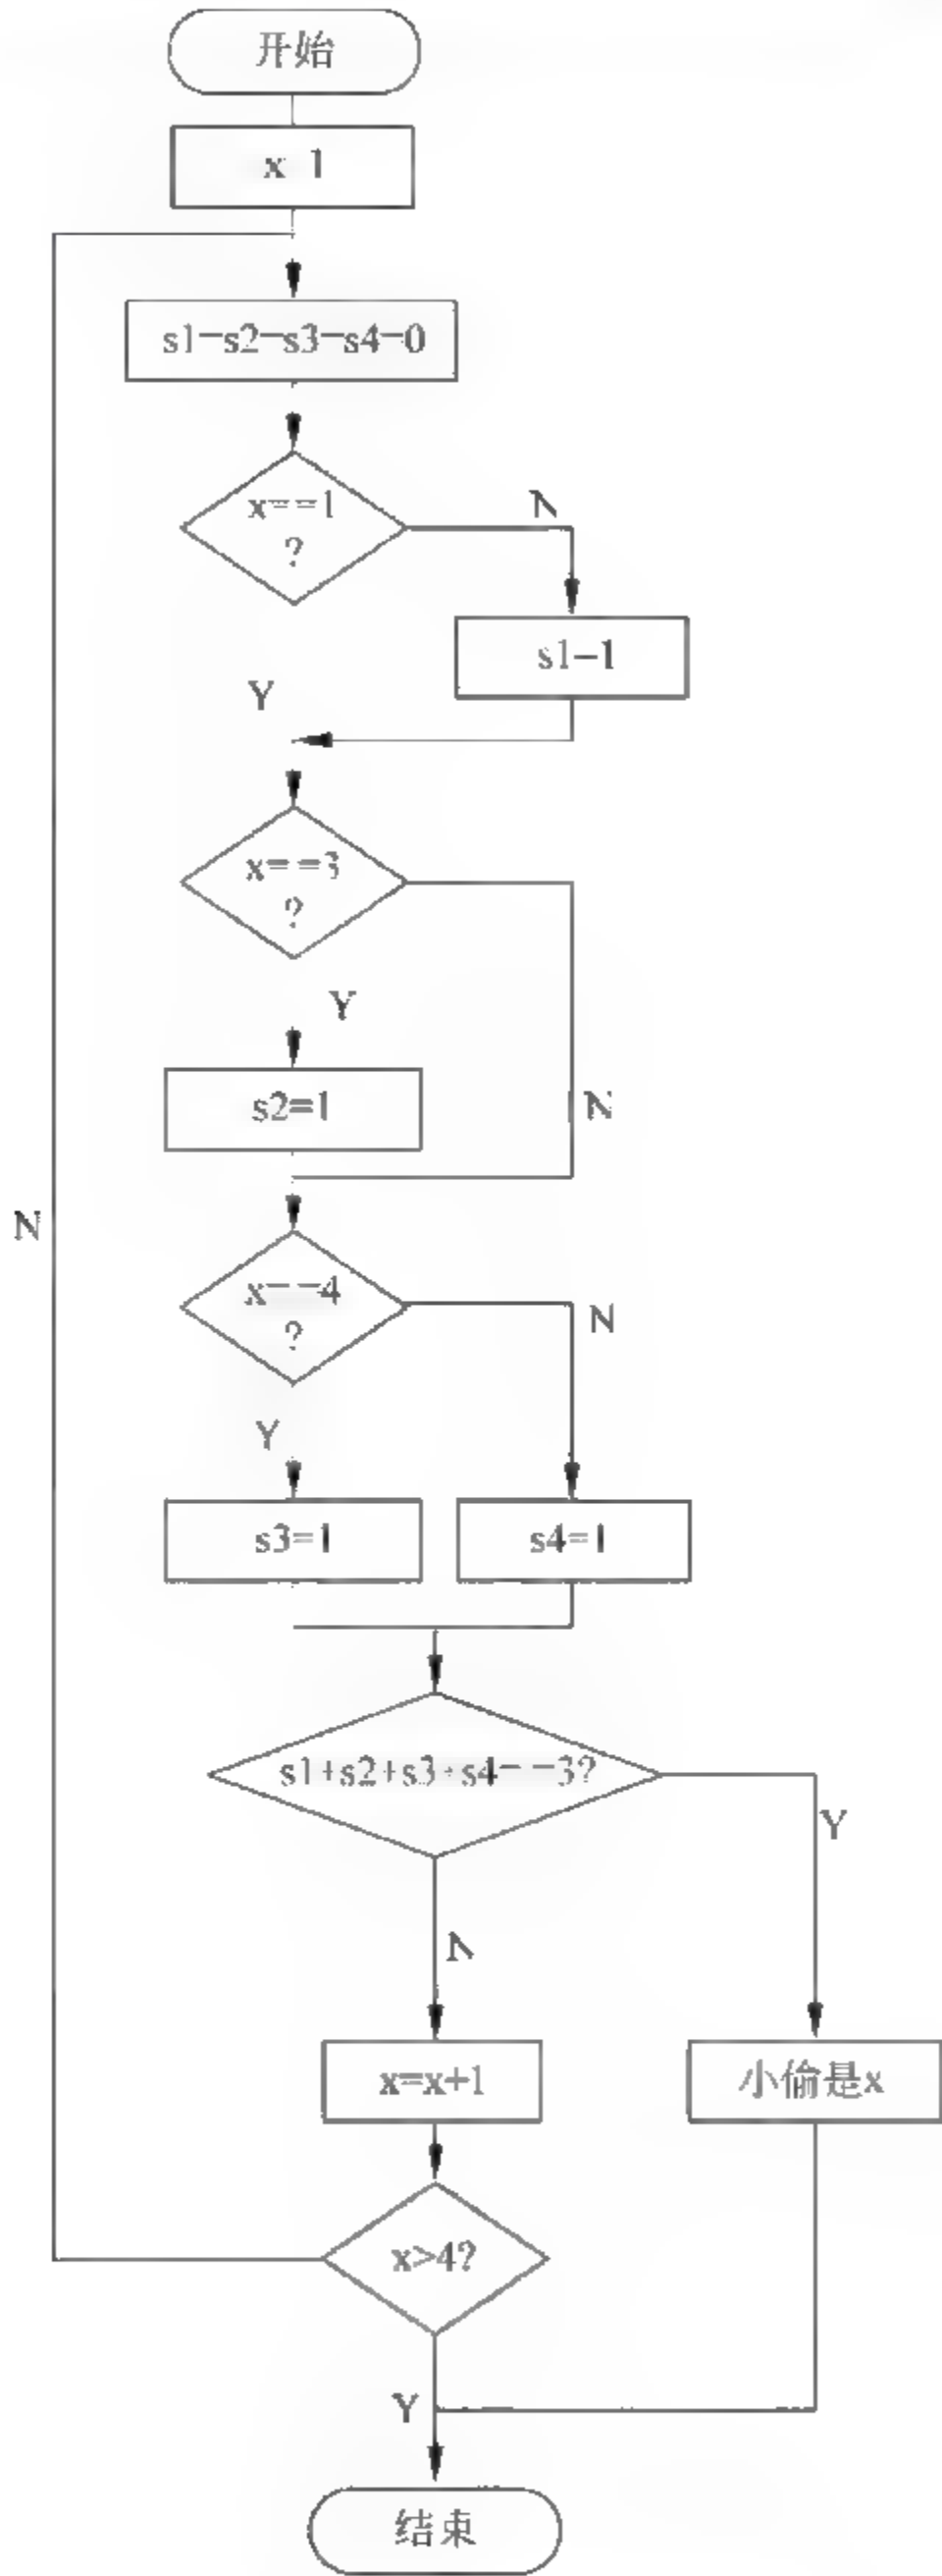 开始
x 1
s1-s2-s3-s4-0
x==1
?
N
s1-1
Y
x==3
?
Y
s2=1
N
N
x--4
?
N
Y
s3=1
s4=1
s1+s2+s3+s4--3?
Y
N
x=x+1
小偷是x
x>4?
Y
结束